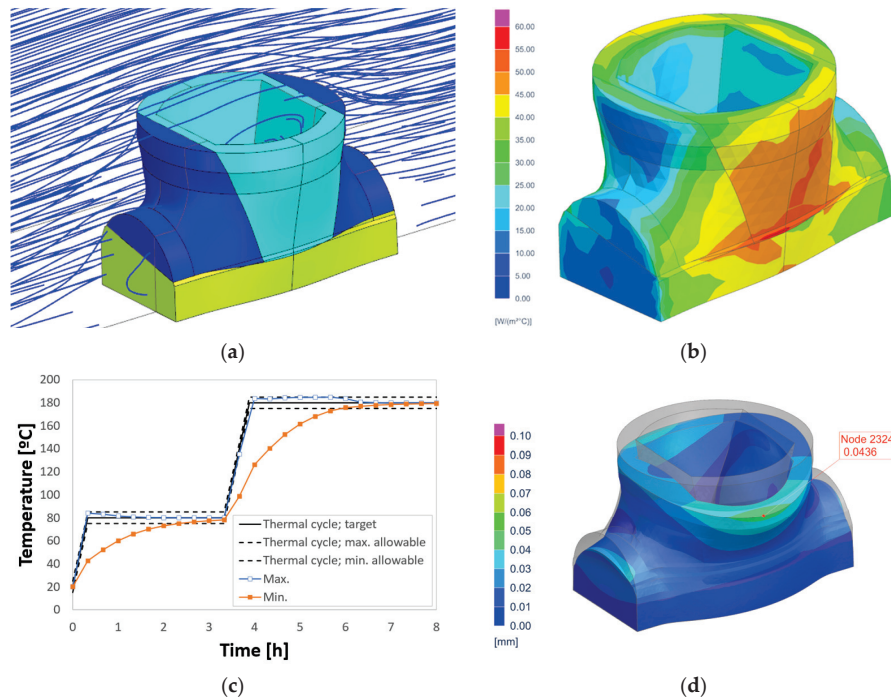 60.00
55.00
50.00
45.00
40.00
35.00
30.00
25.00
20.00
15.00
10.00
5.00
0.00
[W/(m²°C)]
(a)
(b)
200
180
160
140
120
100
80
60
40
20
0
Temperature [ºC]
Thermal cycle; target
Thermal cycle; max. allowable
Thermal cycle; min. allowable
Max.
Min.
0 1 2 3 4 5 6 7 8
Time [h]
0.10
0.09
0.08
0.07
0.06
0.05
0.04
0.03
0.02
0.01
0.00
[mm]
Node 2324
0.0436
(c)
(d)